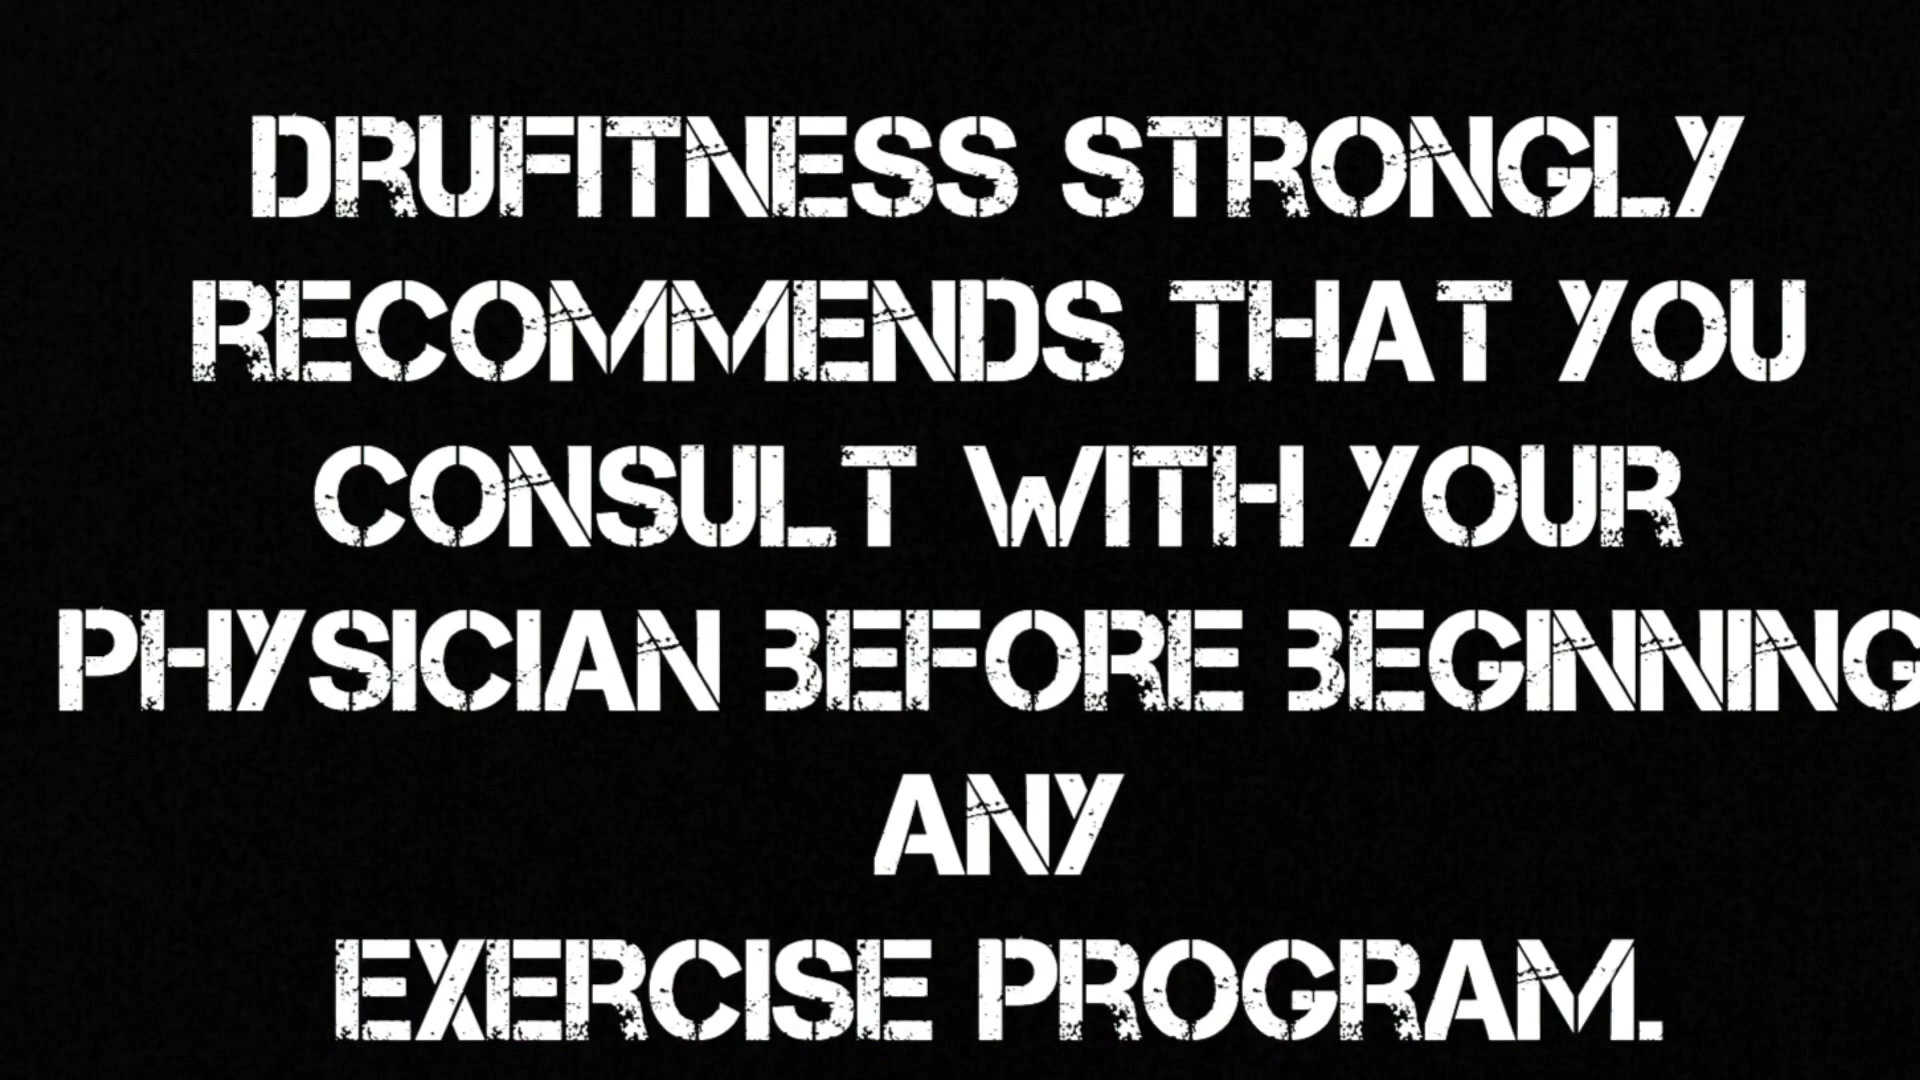 DRUFITNESS STRONGLY
RECOMMENDS THAT YOU
CONSULT WITH YOUR
PHYSICIAN BEFORE BEGINNING
ANY
EXERCISE PROGRAM.